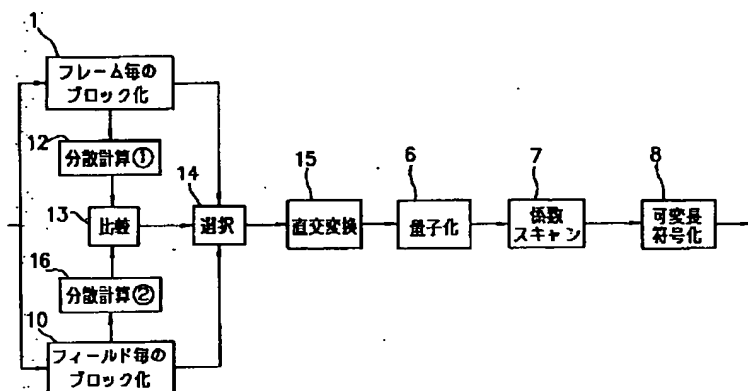 1
フレーム毎の
ブロック化
12
分散計算①
14
15
6
7
8
13
比較
選択
直交変換
量子化
係数
スキャン
可変長
符号化
16
分散計算②
10
フィールド毎の
ブロック化